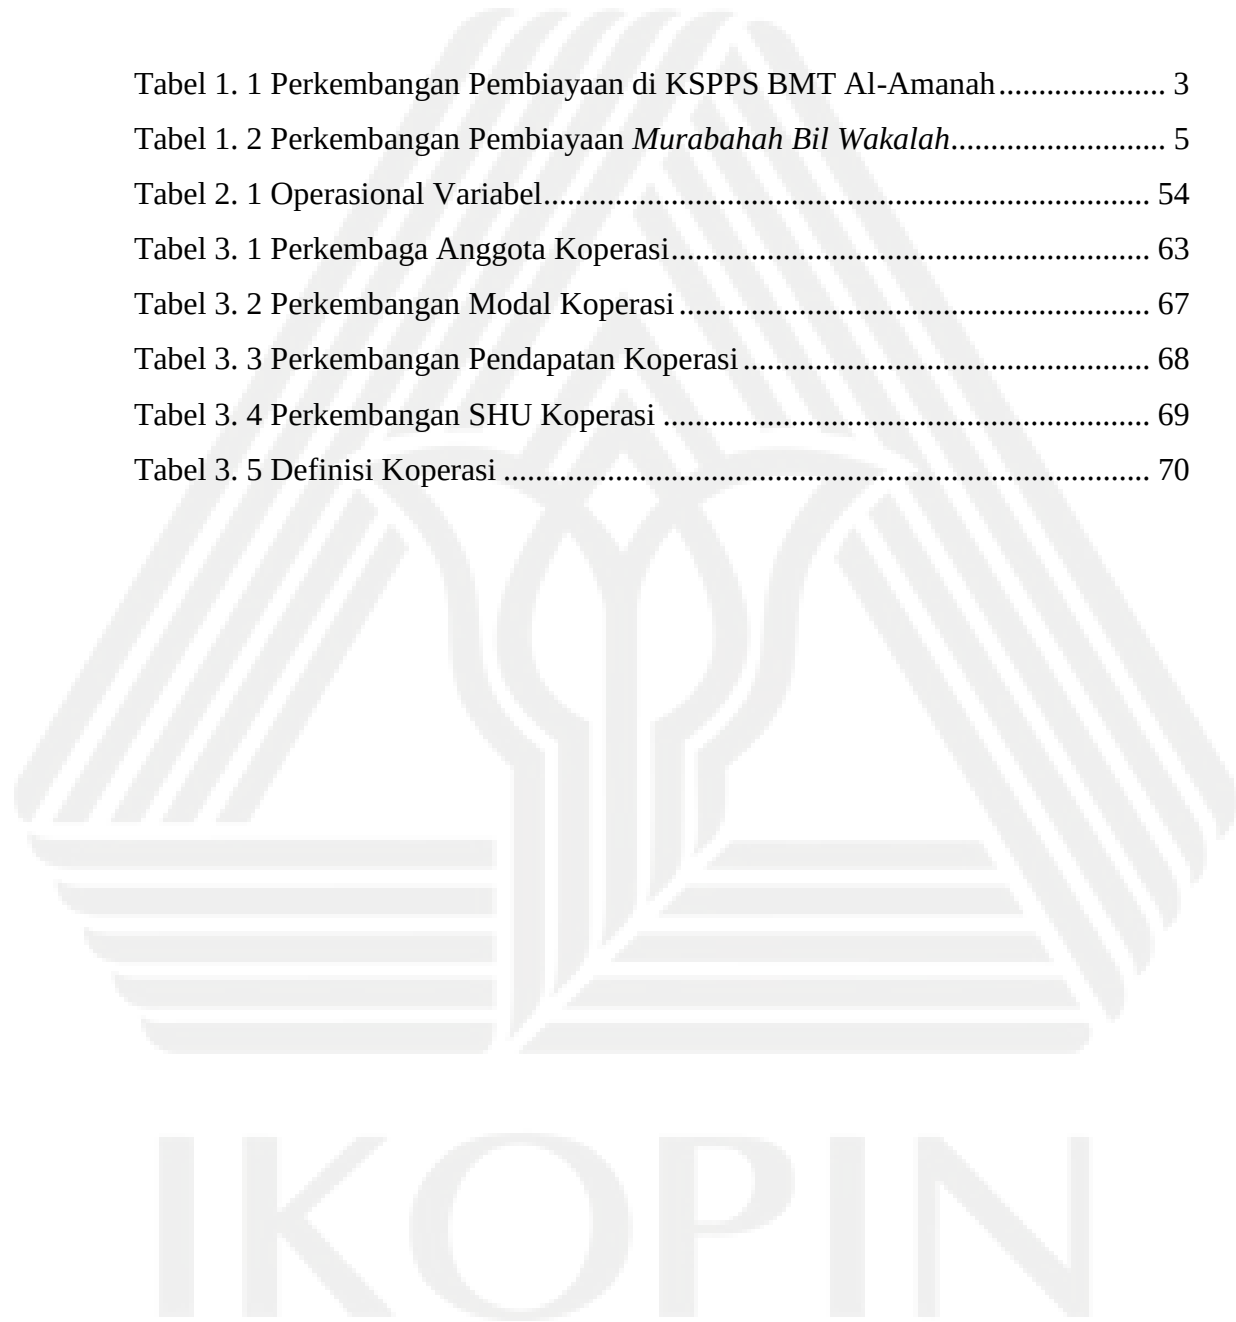 Tabel 1. 1 Perkembangan Pembiayaan di KSPPS BMT Al-Amanah..................... 3
Tabel 1. 2 Perkembangan Pembiayaan Murabahah Bil Wakalah........................... 5
Tabel 2. 1 Operasional Variabel............................................................................. 54
Tabel 3. 1 Perkembaga Anggota Koperasi............................................................. 63
Tabel 3. 2 Perkembangan Modal Koperasi ............................................................ 67
Tabel 3. 3 Perkembangan Pendapatan Koperasi .................................................... 68
Tabel 3. 4 Perkembangan SHU Koperasi .............................................................. 69
Tabel 3. 5 Definisi Koperasi .................................................................................. 70
IKOPIN